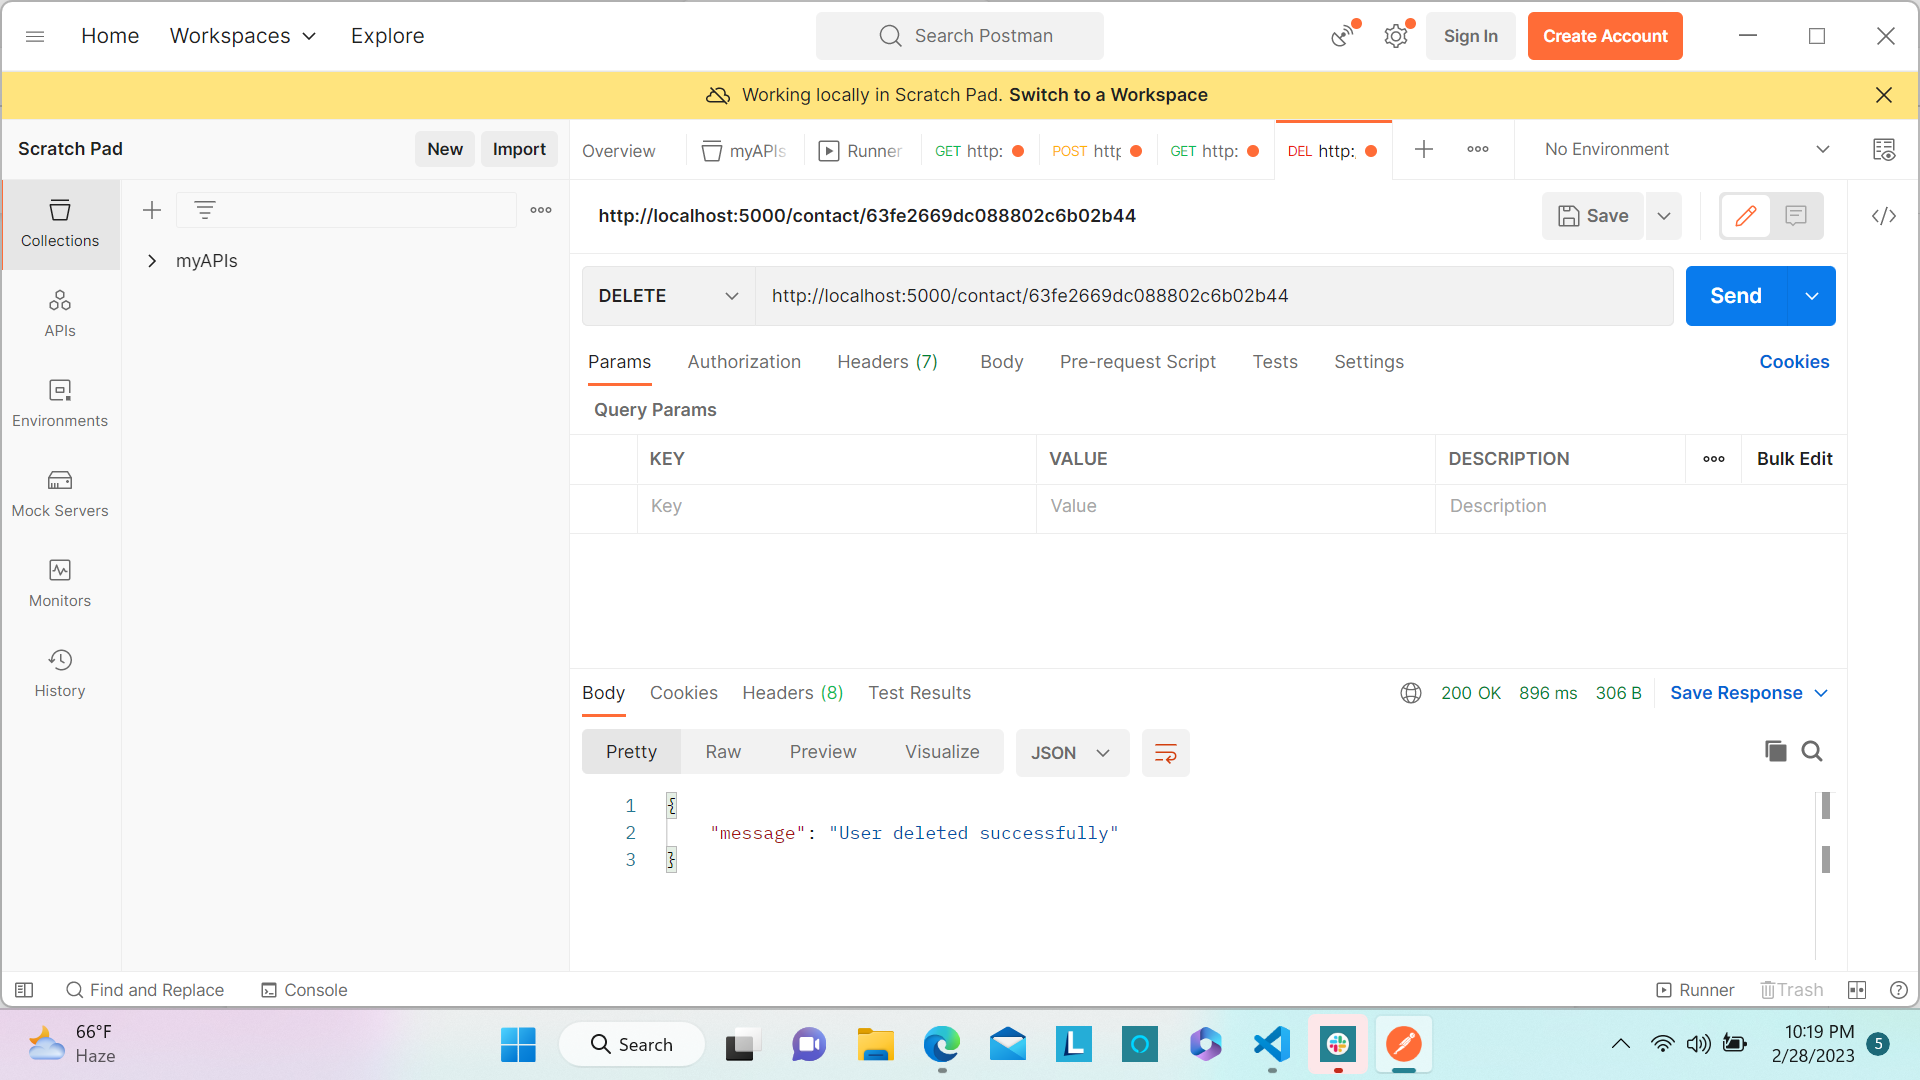 Home Workspaces Explore Search Postman Sign In Create Account
Working locally in Scratch Pad. Switch to a Workspace
Scratch Pad New Import Overview myAPIs Runner GET http: POST http GET http: DEL http: No Environment
Collections
myAPIs
APIs
Environments
Mock Servers
Monitors
History
http://localhost:5000/contact/63fe2669dc088802c6b02b44 Save
DELETE http://localhost:5000/contact/63fe2669dc088802c6b02b44 Send
Params Authorization Headers (7) Body Pre-request Script Tests Settings Cookies
Query Params
KEY VALUE DESCRIPTION Bulk Edit
Key Value Description
Body Cookies Headers (8) Test Results 200 OK 896 ms 306 B Save Response
Pretty Raw Preview Visualize JSON
1 {
2 "message": "User deleted successfully"
3 }
Find and Replace Console Runner Trash
66°F
Haze
Search
10:19 PM
2/28/2023
5